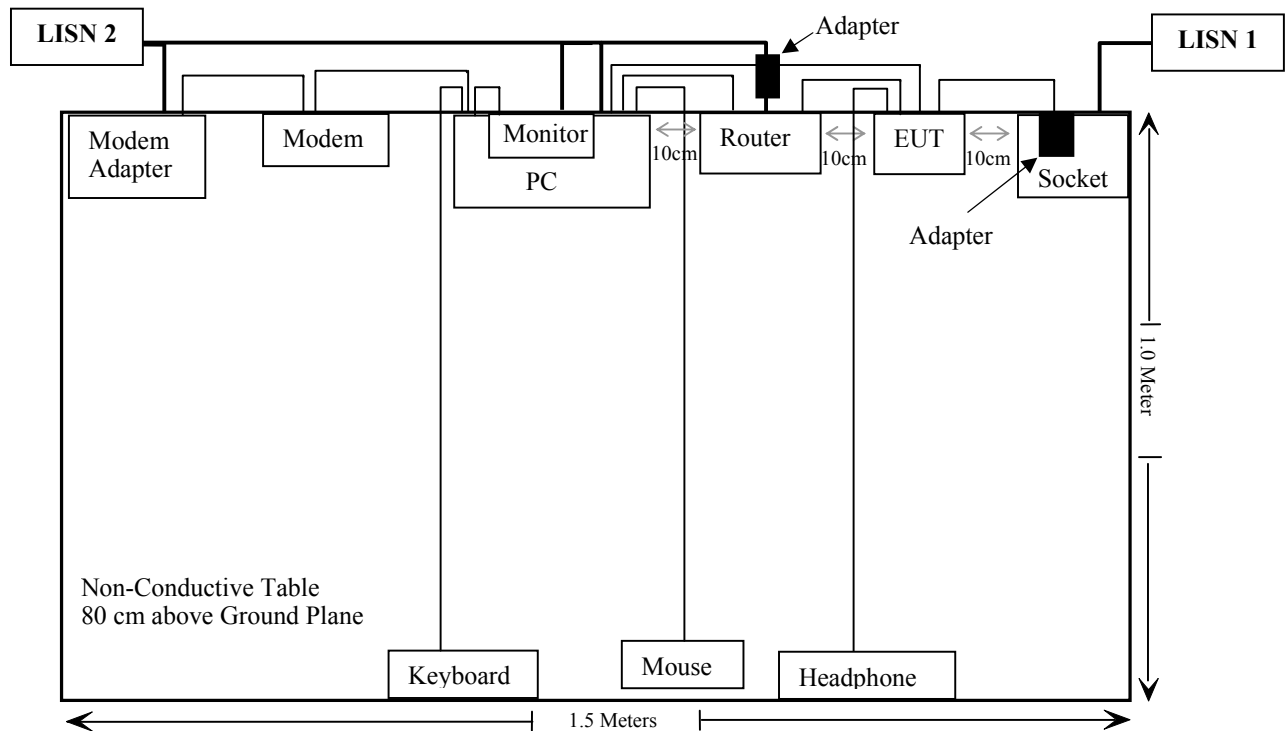 LISN 2
Adapter
LISN 1
Modem
Adapter
Modem
Monitor
PC
10cm
Router
10cm
EUT
10cm
Socket
Adapter
1.0 Meter
Non-Conductive Table
80 cm above Ground Plane
Keyboard
Mouse
Headphone
1.5 Meters